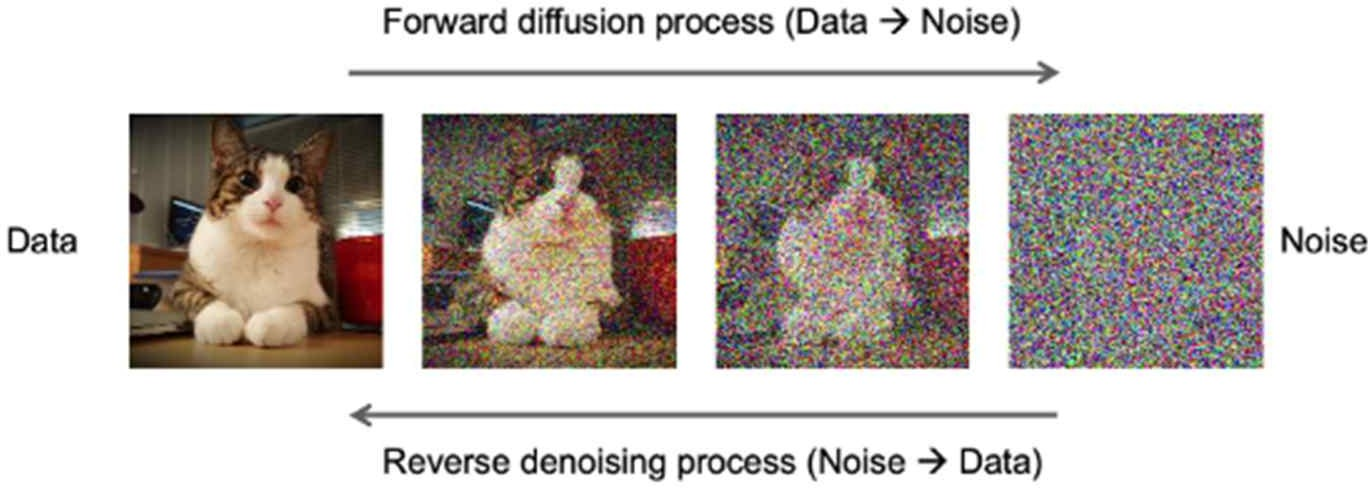 Forward diffusion process (Data → Noise)
Data
Noise
Reverse denoising process (Noise → Data)